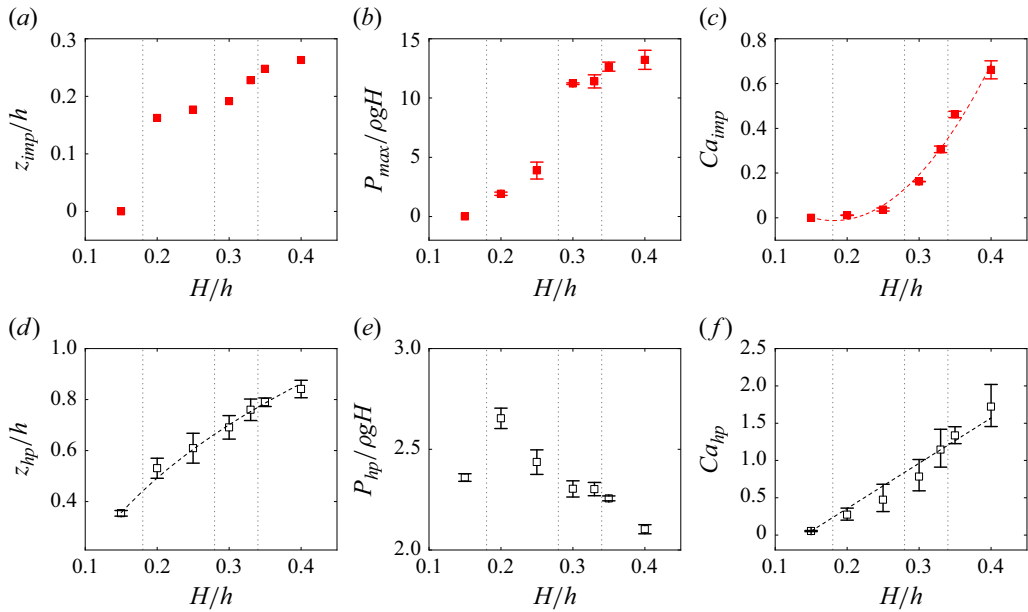 (a)
0.3
0.2
0.1
0
z_imp/h
0.1 0.2 0.3 0.4
H/h
(b)
15
10
5
0
P_max/ρgH
0.1 0.2 0.3 0.4
H/h
(c)
0.8
0.6
0.4
0.2
0
Ca_imp
0.1 0.2 0.3 0.4
H/h
(d)
1.0
0.8
0.6
0.4
z_hp/h
0.1 0.2 0.3 0.4
H/h
(e)
3.0
2.5
2.0
P_hp/ρgH
0.1 0.2 0.3 0.4
H/h
(f)
2.5
2.0
1.5
1.0
0.5
0
Ca_hp
0.1 0.2 0.3 0.4
H/h